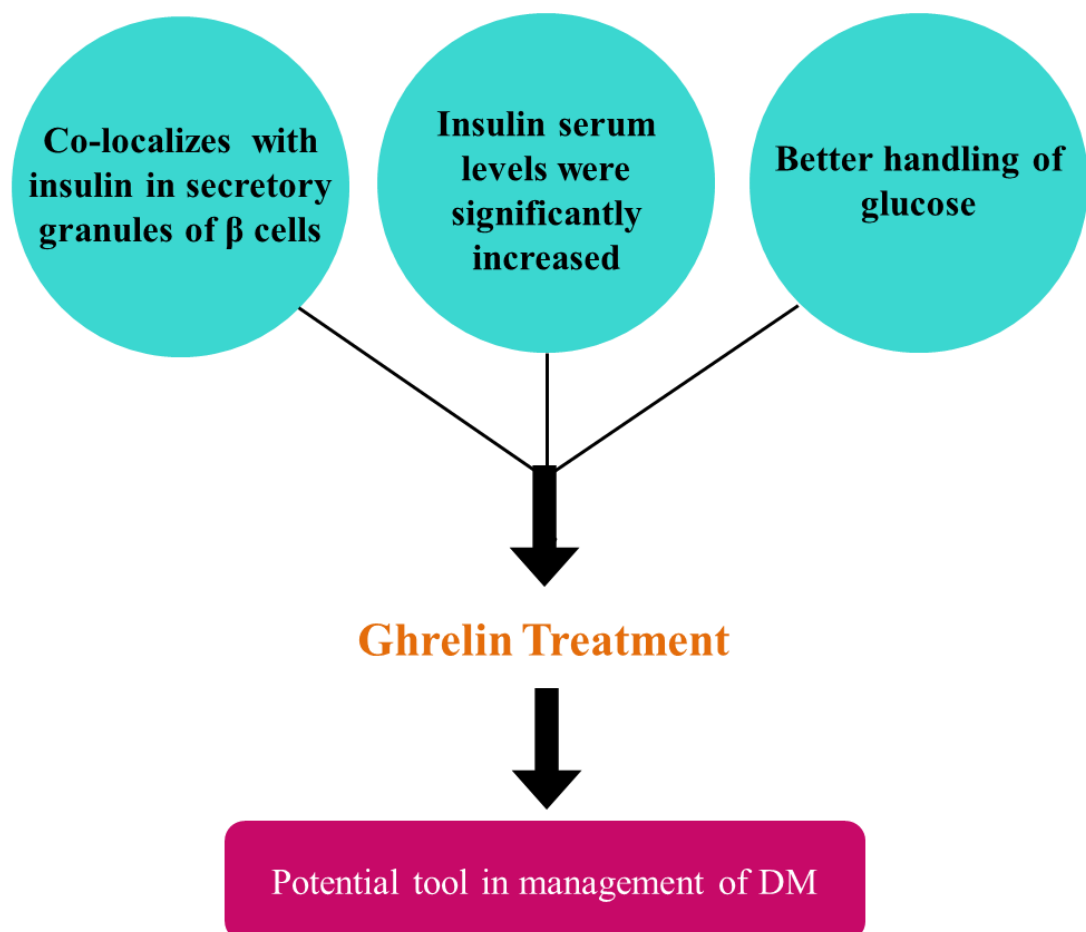 Co-localizes with
insulin in secretory
granules of β cells
Insulin serum
levels were
significantly
increased
Better handling of
glucose
Ghrelin Treatment
Potential tool in management of DM